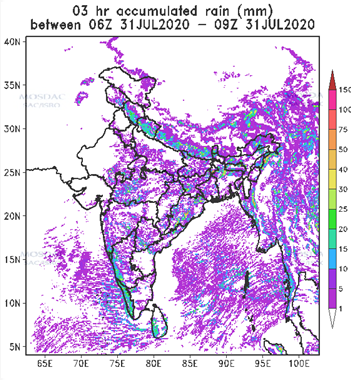 03 hr accumulated rain (mm)
between 06Z 31JUL2020 – 09Z 31JUL2020
40N
35N
30N
25N
20N
15N
10N
5N
65E 70E 75E 80E 85E 90E 95E 100E
150
100
75
50
40
30
25
20
15
10
5
1
MOSDAC
SAC/ISRO
MOSDAC